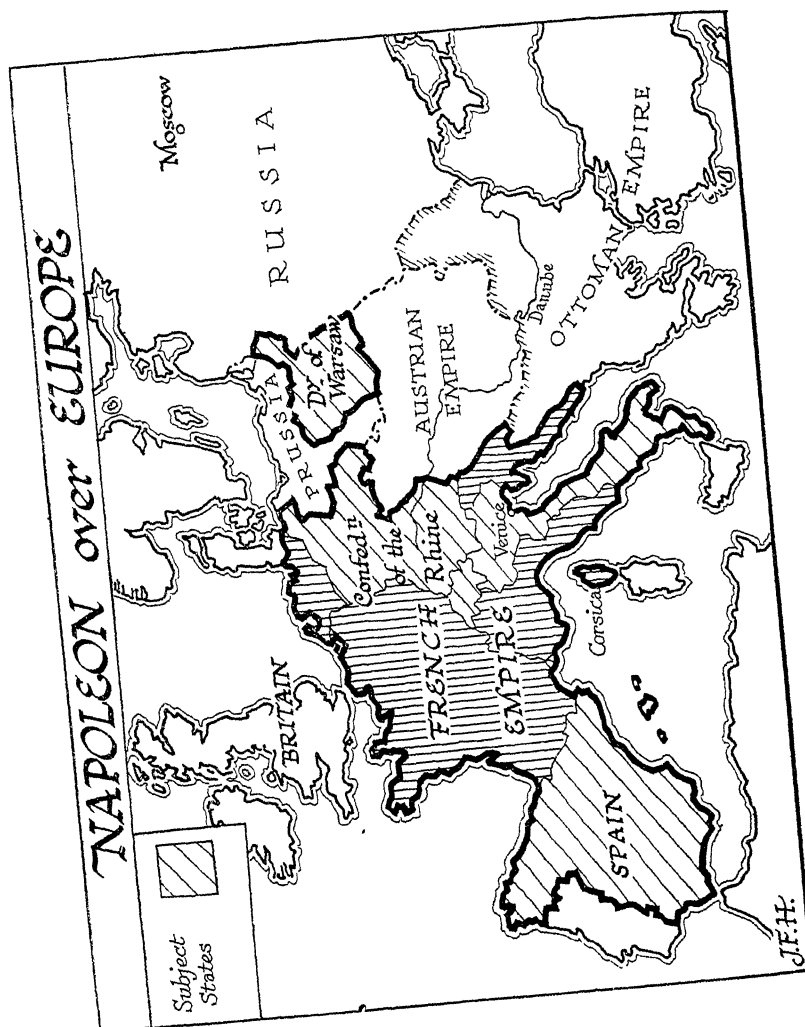 NAPOLEON over EUROPE
Subject
States
Moscow
RUSSIA
BRITAIN
PRUSSIA
Dy. of
Warsaw
Confedn
of the
Rhine
AUSTRIAN
EMPIRE
FRENCH
EMPIRE
Venice
Danube
OTTOMAN
EMPIRE
Corsica
SPAIN
J.F.H.